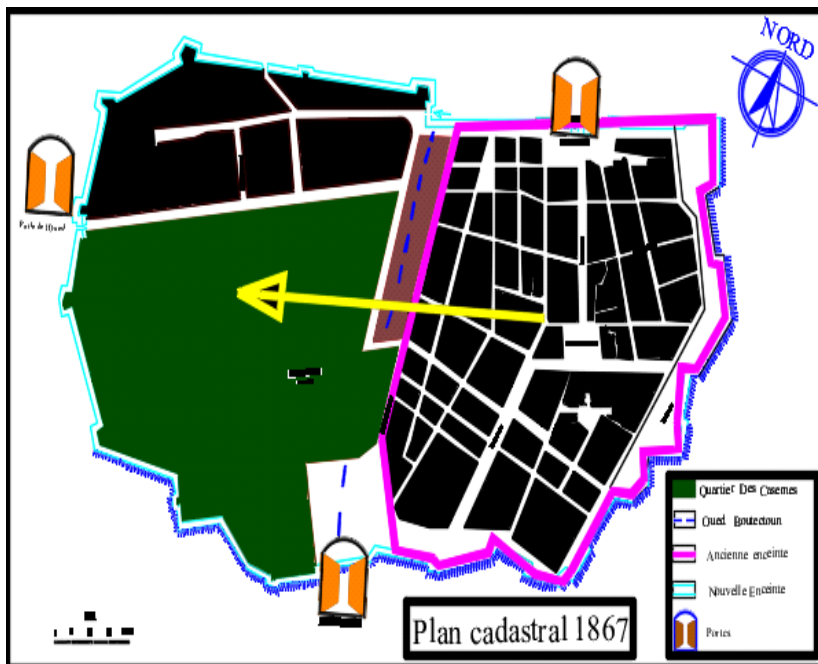 NORD
Quartier Des Casernes
Oued Boutectoun
Ancienne enceinte
Nouvelle Enceinte
Portes
Plan cadastral 1867